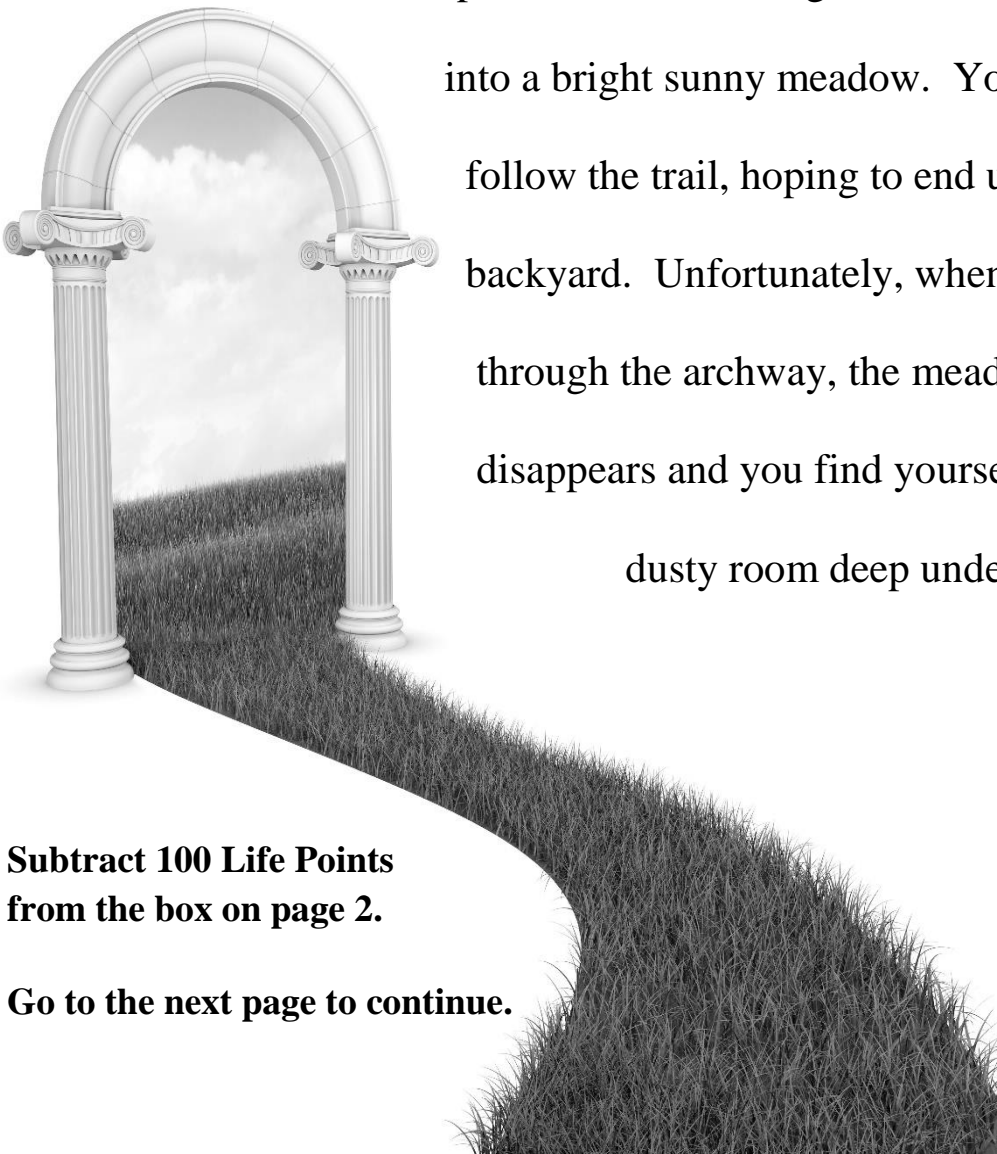 into a bright sunny meadow. Yo
follow the trail, hoping to end u
backyard. Unfortunately, when
through the archway, the mead
disappears and you find yourse
dusty room deep unde
Subtract 100 Life Points
from the box on page 2.
Go to the next page to continue.